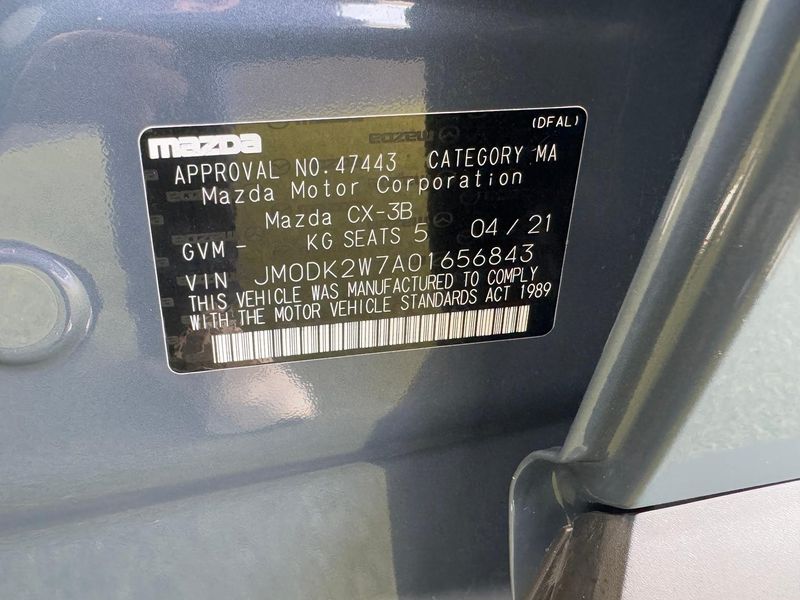 mazda
(DFAL)
APPROVAL NO.47443 CATEGORY MA
Mazda Motor Corporation
Mazda CX-3B
GVM - KG SEATS 5 04/21
VIN JM0DK2W7A01656843
THIS VEHICLE WAS MANUFACTURED TO COMPLY
WITH THE MOTOR VEHICLE STANDARDS ACT 1989